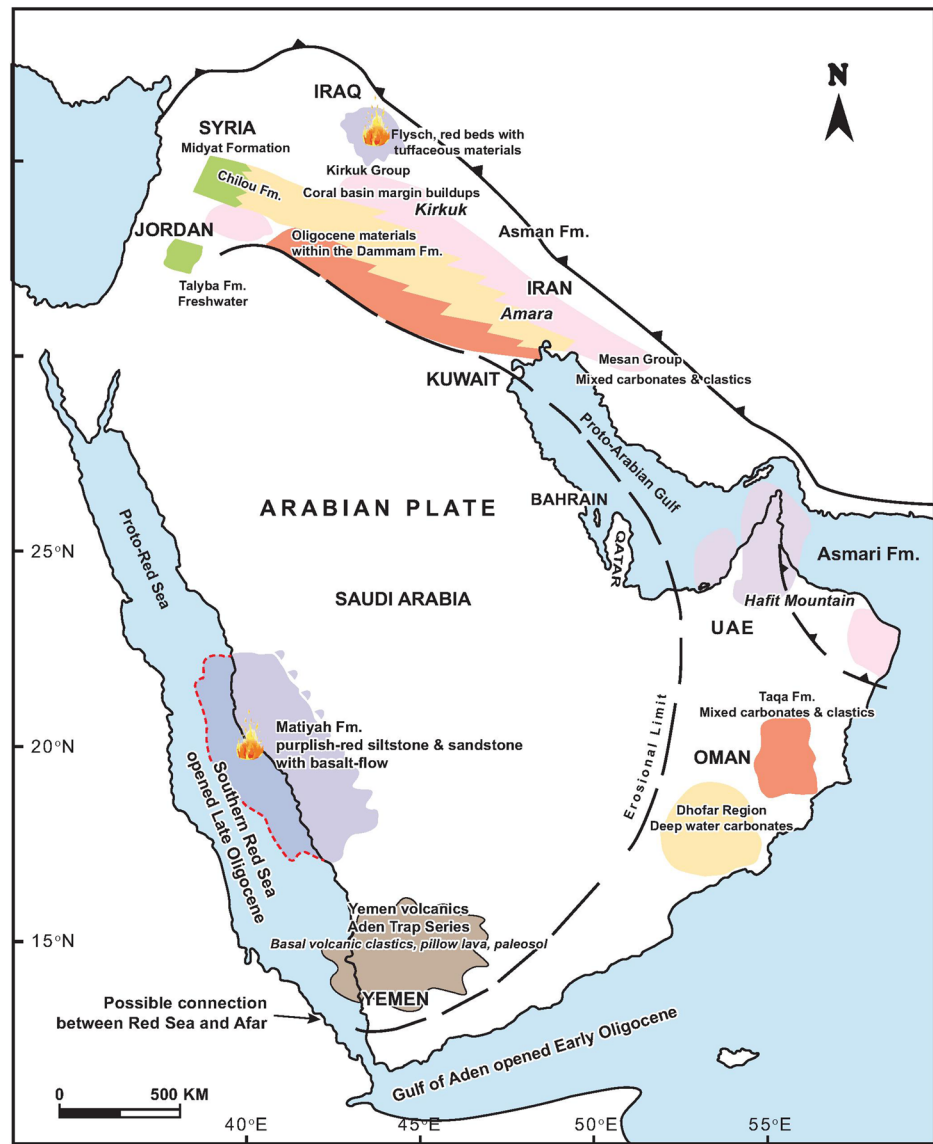 N
IRAQ
Flysch, red beds with
tuffaceous materials
SYRIA
Midyat Formation
Kirkuk Group
Chilou Fm.
Coral basin margin buildups
Kirkuk
JORDAN
Asman Fm.
Oligocene materials
within the Dammam Fm.
Talyba Fm.
Freshwater
IRAN
Amara
Mesan Group
Mixed carbonates & clastics
KUWAIT
Proto-Arabian Gulf
ARABIAN PLATE
BAHRAIN
QATAR
Proto-Red Sea
25°N
Asmari Fm.
SAUDI ARABIA
Hafit Mountain
UAE
Taqa Fm.
Mixed carbonates & clastics
Matiyah Fm.
purplish-red siltstone & sandstone
with basalt-flow
20°N
OMAN
Erosional Limit
Southern Red Sea
opened Late Oligocene
Dhofar Region
Deep water carbonates
Yemen volcanics
Aden Trap Series
Basal volcanic clastics, pillow lava, paleosol
15°N
YEMEN
Possible connection
between Red Sea and Afar
Gulf of Aden opened Early Oligocene
0 500 KM
40°E 45°E 50°E 55°E